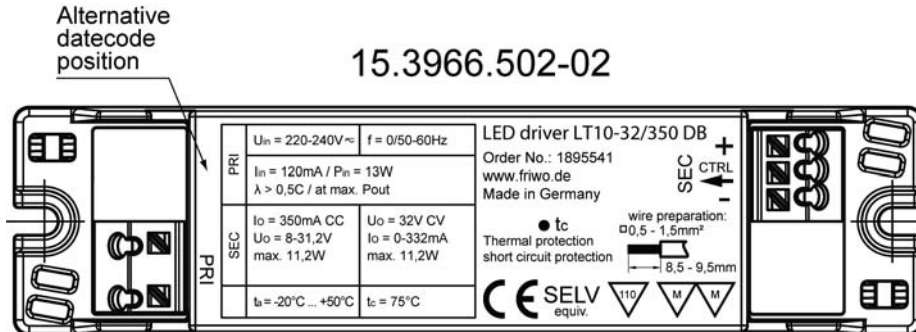 Alternative
datecode
position
15.3966.502-02
PRI
PRI
Uin = 220-240V≂
f = 0/50-60Hz
Iin = 120mA / Pin = 13W
λ > 0,5C / at max. Pout
SEC
Io = 350mA CC
Uo = 8-31,2V
max. 11,2W
Uo = 32V CV
Io = 0-332mA
max. 11,2W
ta = -20°C ... +50°C
tc = 75°C
LED driver LT10-32/350 DB
Order No.: 1895541
www.friwo.de
Made in Germany
● tc
Thermal protection
short circuit protection
wire preparation:
□0,5 - 1,5mm²
8,5 - 9,5mm
CE SELV
equiv.
110
M
M
SEC
+
CTRL
-